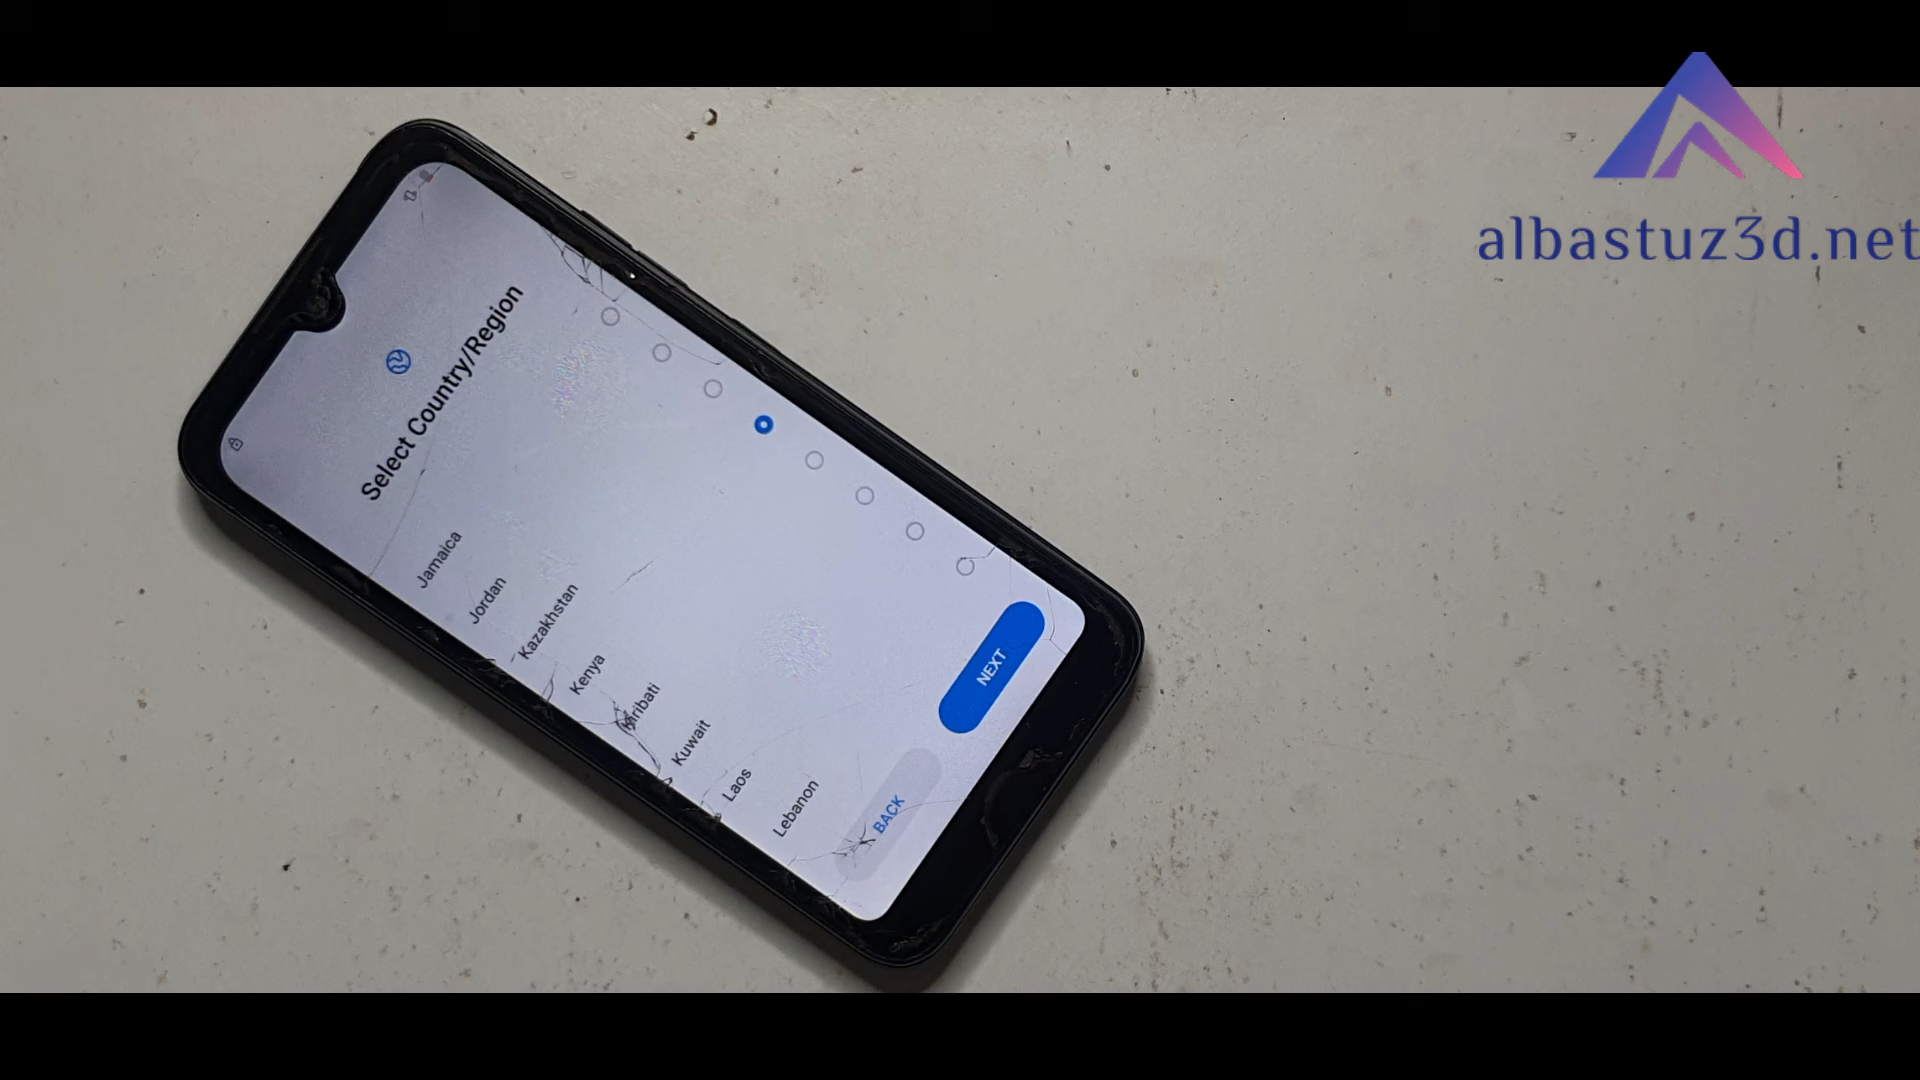 albastuz3d.net
Select Country/Region
Jamaica
Jordan
Kazakhstan
Kenya
Kiribati
Kuwait
Laos
Lebanon
BACK
NEXT